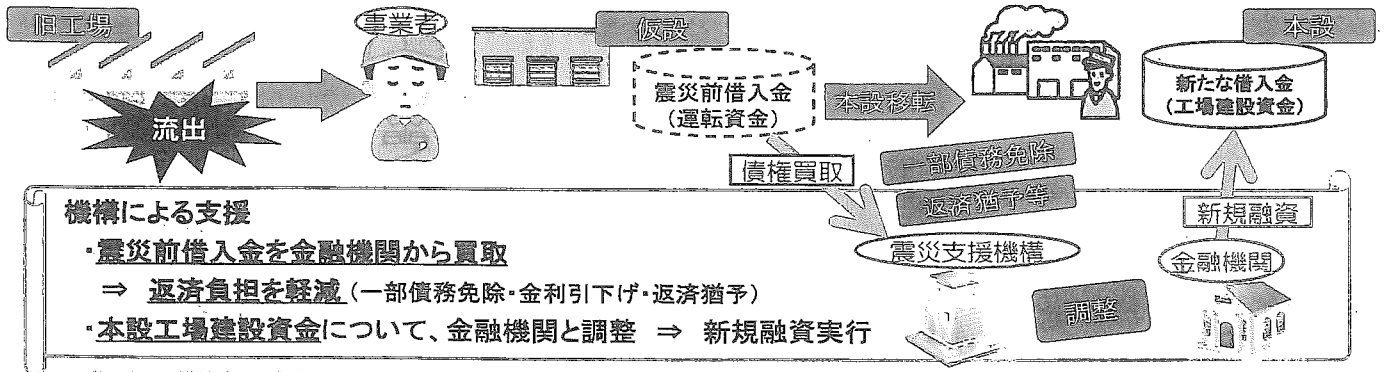 旧工場
流出
事業者
仮設
震災前借入金
(運転資金)
本設移転
本設
新たな借入金
(工場建設資金)
債権買取
一部債務免除
返済猶予等
新規融資
震災支援機構
金融機関
調整
機構による支援
・震災前借入金を金融機関から買取
⇒ 返済負担を軽減(一部債務免除・金利引下げ・返済猶予)
・本設工場建設資金について、金融機関と調整 ⇒ 新規融資実行